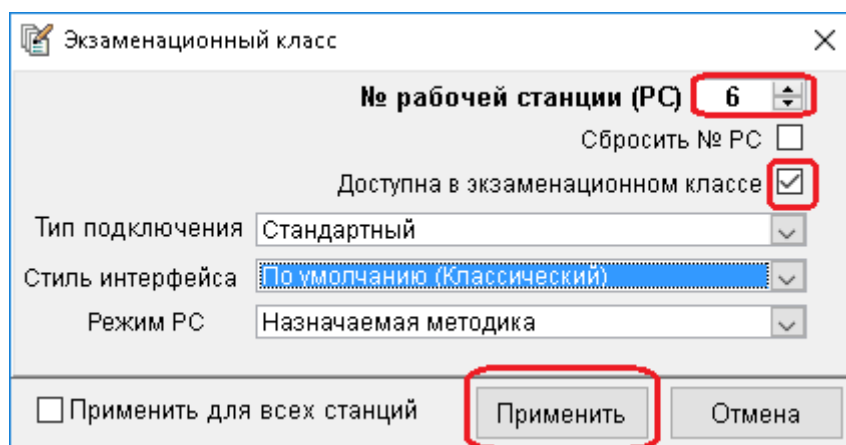 Экзаменационный класс
№ рабочей станции (РС) 6
Сбросить № РС
Доступна в экзаменационном классе
Тип подключения Стандартный
Стиль интерфейса По умолчанию (Классический)
Режим РС Назначаемая методика
Применить для всех станций Применить Отмена